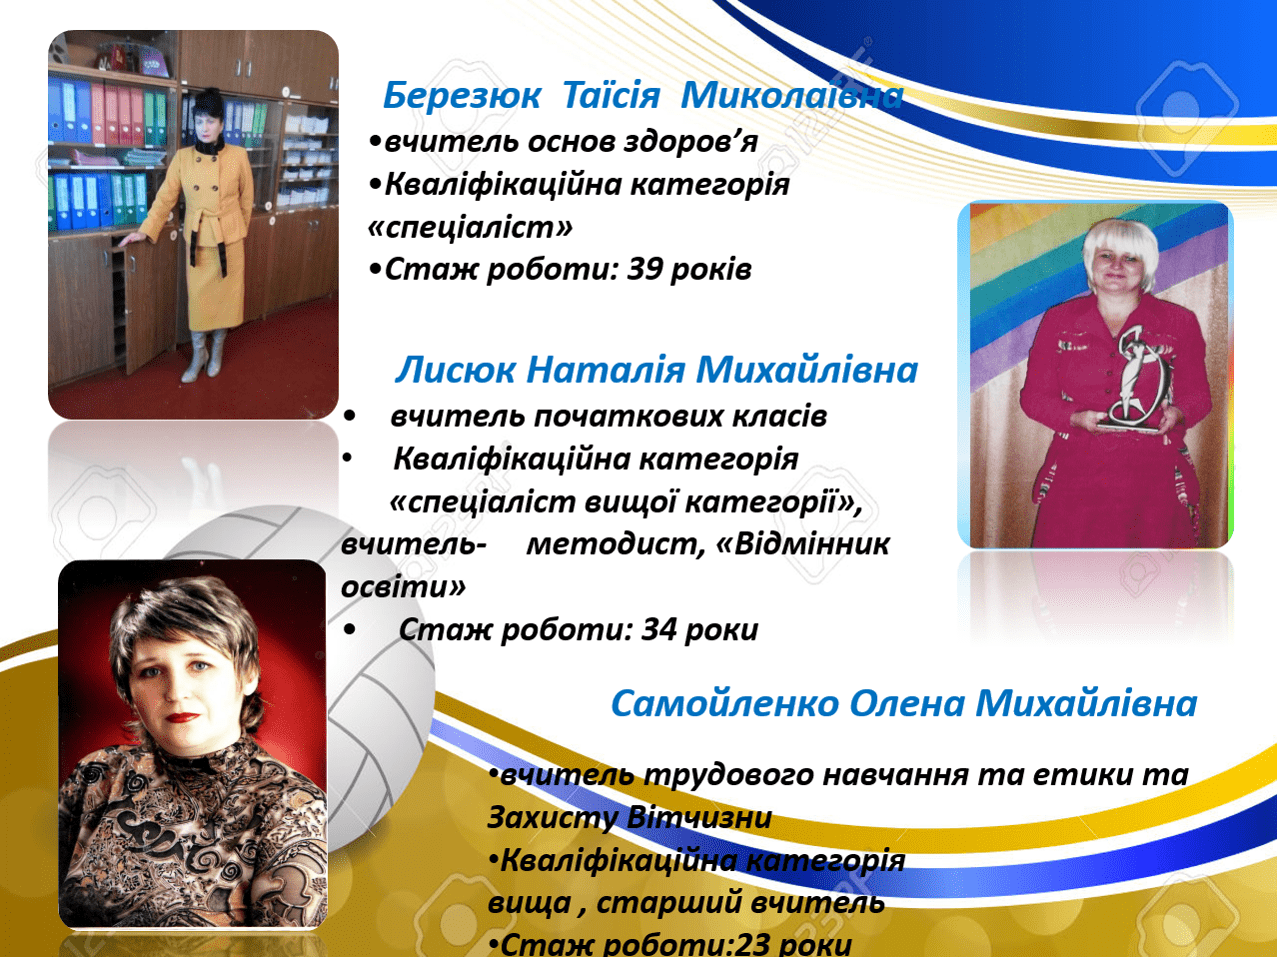 Березюк Таїсія Миколаївна
•вчитель основ здоров’я
•Кваліфікаційна категорія
«спеціаліст»
•Стаж роботи: 39 років
Лисюк Наталія Михайлівна
• вчитель початкових класів
• Кваліфікаційна категорія
«спеціаліст вищої категорії»,
вчитель- методист, «Відмінник
освіти»
• Стаж роботи: 34 роки
Самойленко Олена Михайлівна
•вчитель трудового навчання та етики та
Захисту Вітчизни
•Кваліфікаційна категорія
вища , старший вчитель
•Стаж роботи:23 роки